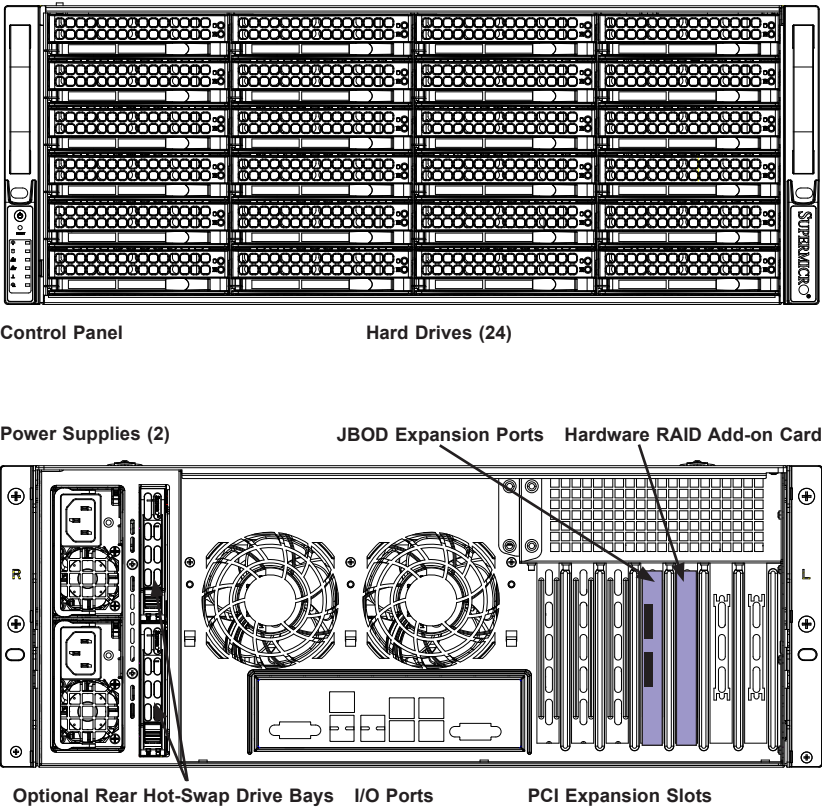 SUPERMICRO
Control Panel
Hard Drives (24)
Power Supplies (2)
JBOD Expansion Ports
Hardware RAID Add-on Card
R
L
Optional Rear Hot-Swap Drive Bays
I/O Ports
PCI Expansion Slots